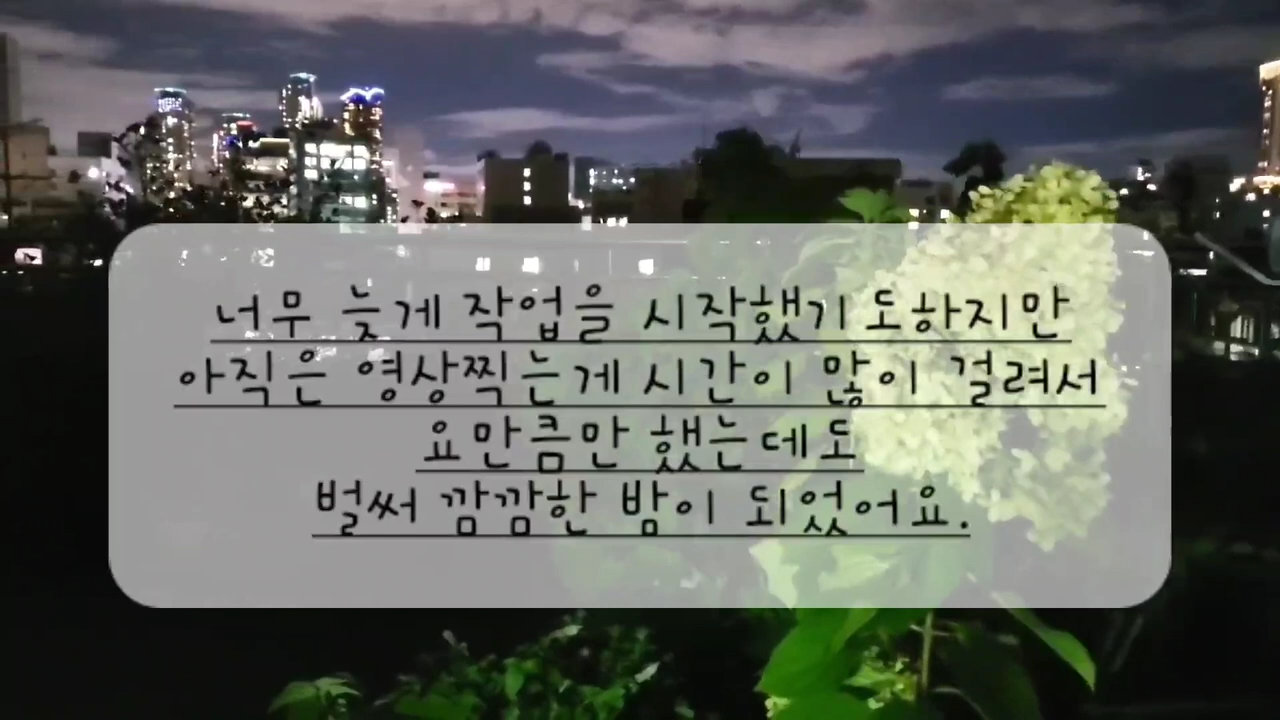 너무 늦게 작업을 시작했기 도하지만
아직은 영상찍는게 시간이 많이 걸려서
요만큼만 했는데도
벌써 깜깜한 밤이 되었어요.